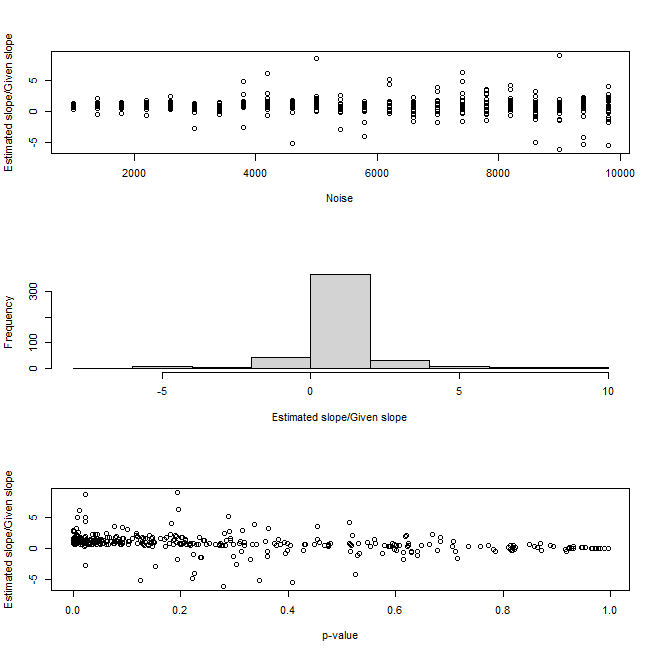 Estimated slope/Given slope
5
0
-5
2000 4000 6000 8000 10000
Noise
Frequency
300
100
0
-5 0 5 10
Estimated slope/Given slope
Estimated slope/Given slope
5
0
-5
0.0 0.2 0.4 0.6 0.8 1.0
p-value